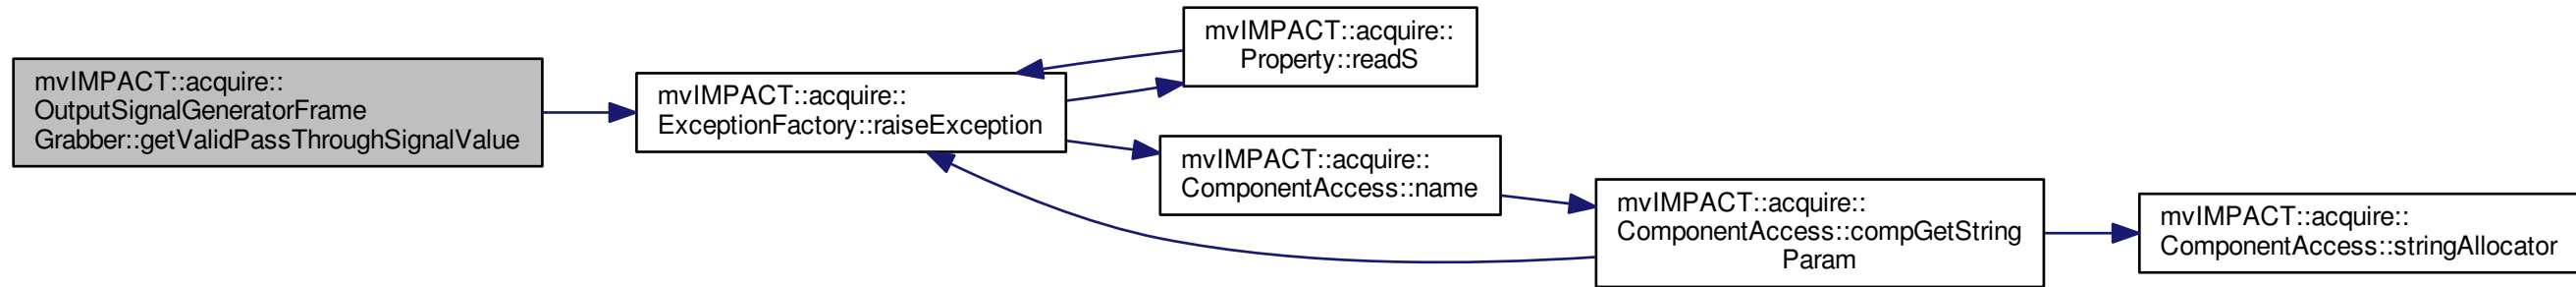 mvIMPACT::acquire::
OutputSignalGeneratorFrame
Grabber::getValidPassThroughSignalValue
mvIMPACT::acquire::
ExceptionFactory::raiseException
mvIMPACT::acquire::
Property::readS
mvIMPACT::acquire::
ComponentAccess::name
mvIMPACT::acquire::
ComponentAccess::compGetString
Param
mvIMPACT::acquire::
ComponentAccess::stringAllocator